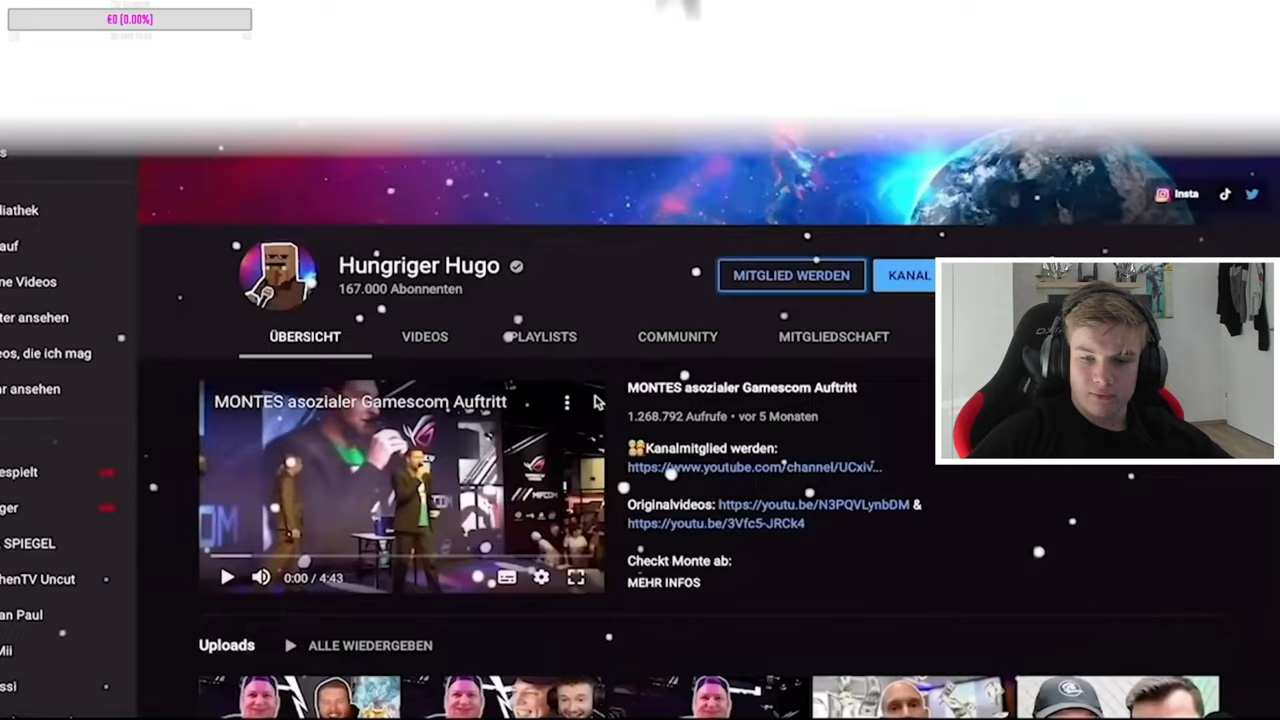 €0 [0.00%]
s
liathek
auf
ne Videos
ter ansehen
eos, die ich mag
hr ansehen
espielt
ger
SPIEGEL
henTV Uncut
an Paul
Mii
ssi
Insta
Hungriger Hugo
167.000 Abonnenten
MITGLIED WERDEN
KANAL
ÜBERSICHT
VIDEOS
PLAYLISTS
COMMUNITY
MITGLIEDSCHAFT
MONTES asozialer Gamescom Auftritt
0:00 / 4:43
MONTES asozialer Gamescom Auftritt
1.268.792 Aufrufe • vor 5 Monaten
Kanalmitglied werden:
https://www.youtube.com/channel/UCxiv...
Originalvideos: https://youtu.be/N3PQVLynbDM &
https://youtu.be/3Vfc5-JRCk4
Checkt Monte ab:
MEHR INFOS
Uploads
ALLE WIEDERGEBEN